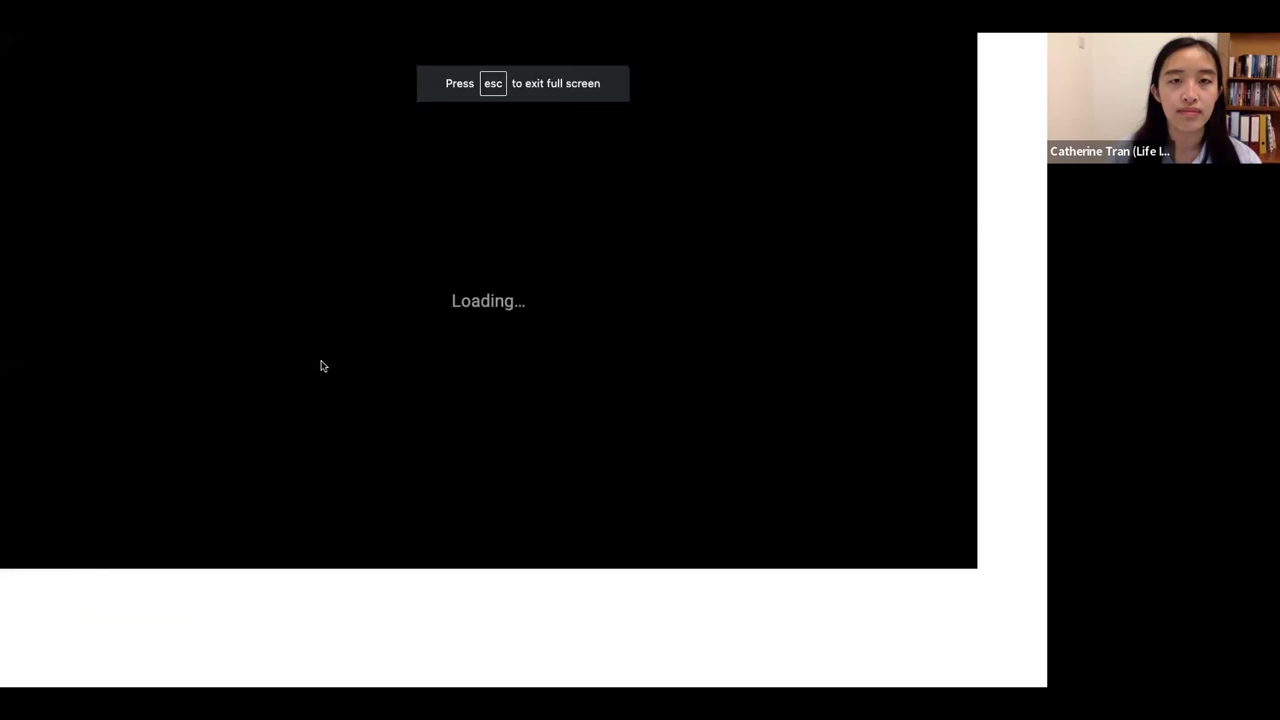 Press esc to exit full screen
Catherine Tran (Life I...
Loading...